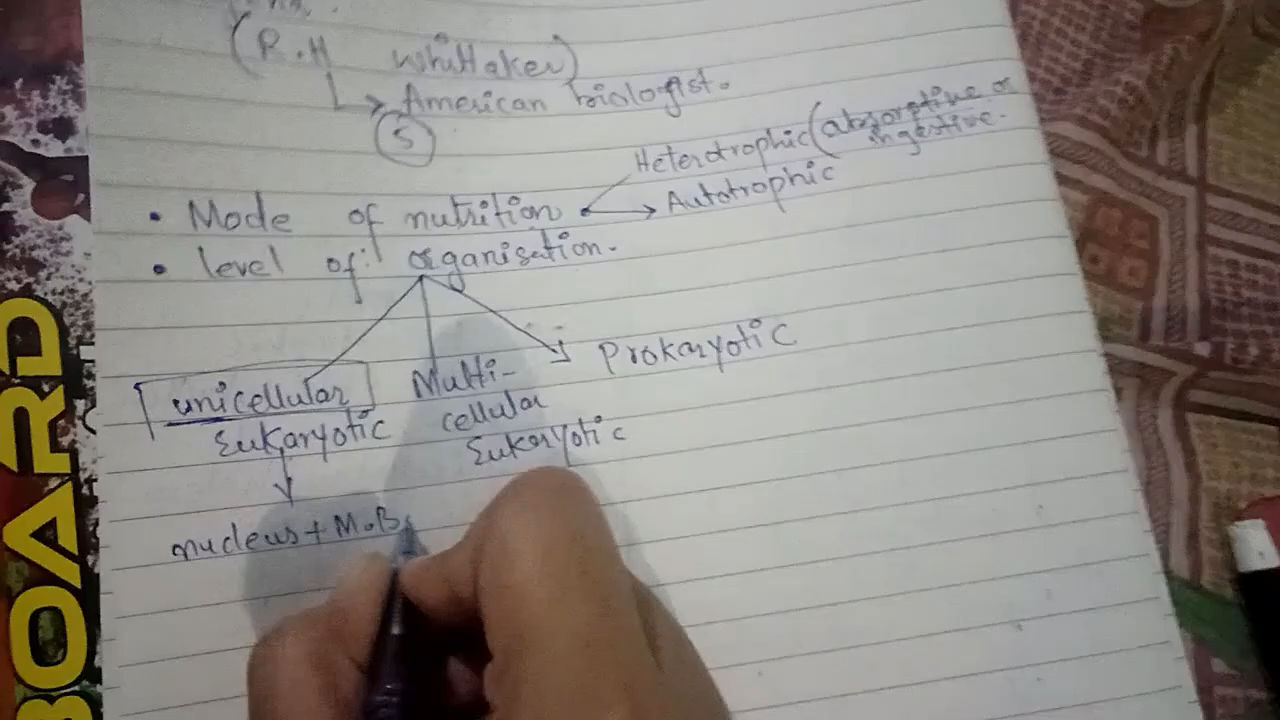 (R.H Whittaker)
American biologist.
5
Heterotrophic (absorptive or
ingestive.
• Mode of nutrition
Autotrophic
• level of organisation.
Prokaryotic
unicellular
Eukaryotic
Multi-
cellular
Eukaryotic
nucleus + M.B
BOARD